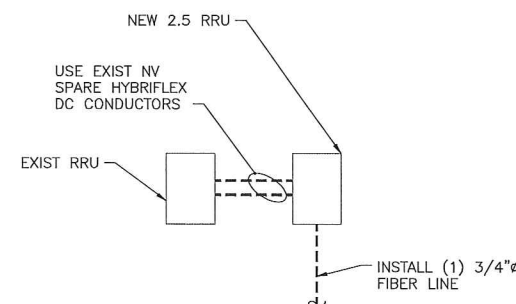 NEW 2.5 RRU
USE EXIST NV
SPARE HYBRIFLEX
DC CONDUCTORS
EXIST RRU
INSTALL (1) 3/4"ø
FIBER LINE